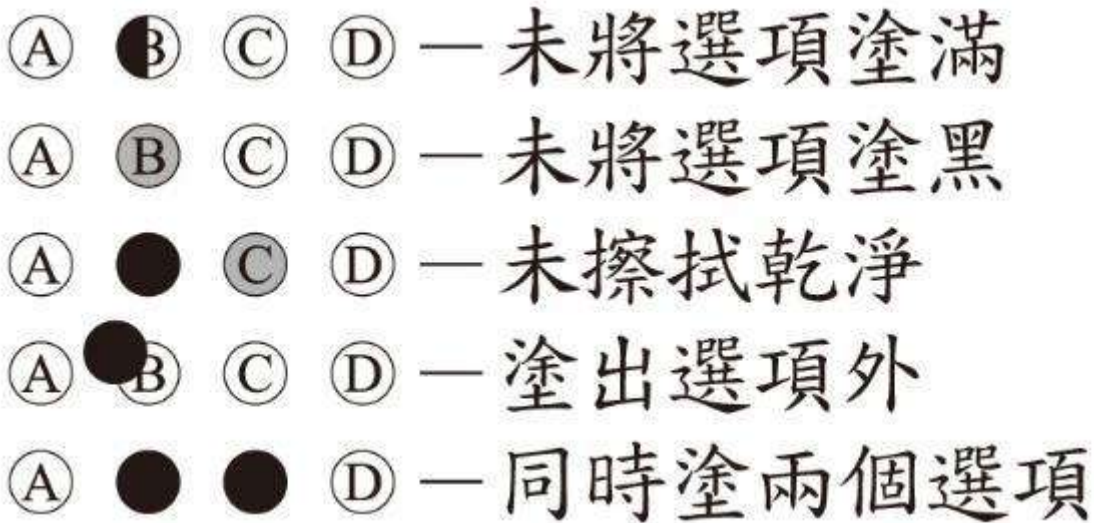 Ⓐ Ⓑ Ⓒ Ⓓ — 未將選項塗滿
Ⓐ Ⓑ Ⓒ Ⓓ — 未將選項塗黑
Ⓐ ● Ⓒ Ⓓ — 未擦拭乾淨
Ⓐ Ⓑ Ⓒ Ⓓ — 塗出選項外
Ⓐ ● ● Ⓓ — 同時塗兩個選項